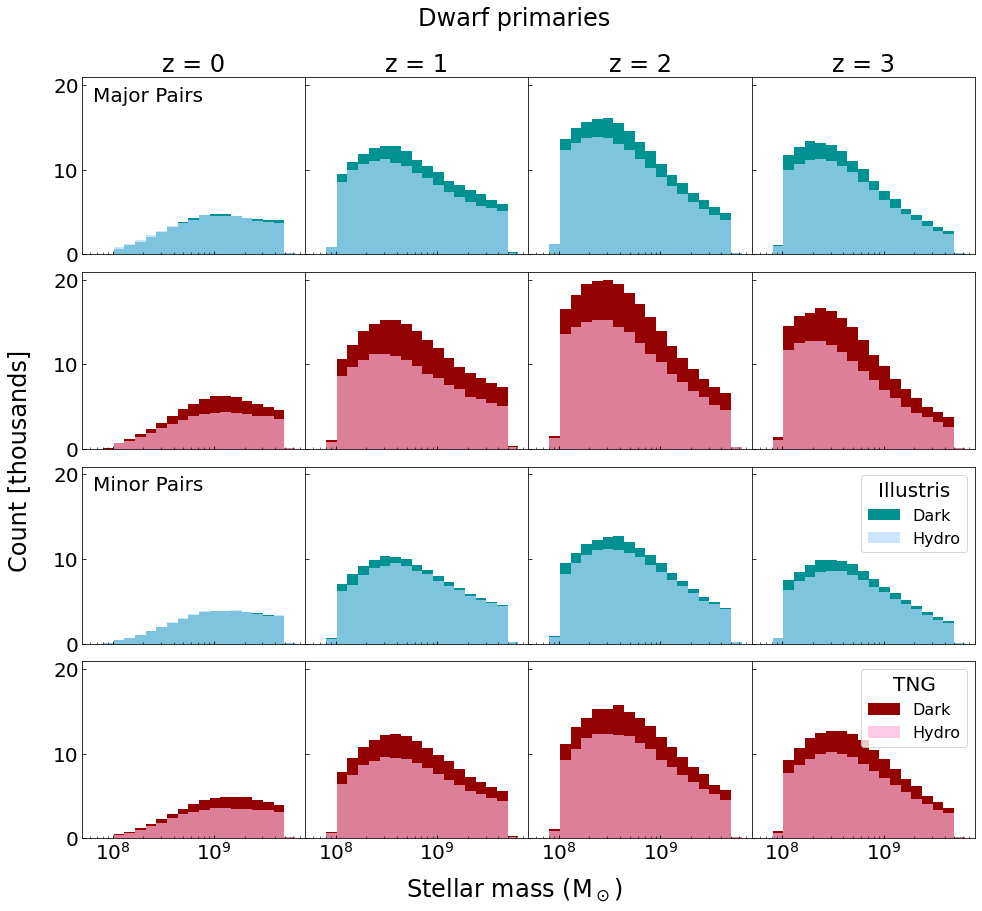 Dwarf primaries
z = 0 z = 1 z = 2 z = 3
20
Major Pairs
10
0
20
10
0
Count [thousands]
20
Minor Pairs
Illustris
Dark
Hydro
10
0
20
TNG
Dark
Hydro
10
0
10⁸ 10⁹ 10⁸ 10⁹ 10⁸ 10⁹ 10⁸ 10⁹
Stellar mass (M⊙)